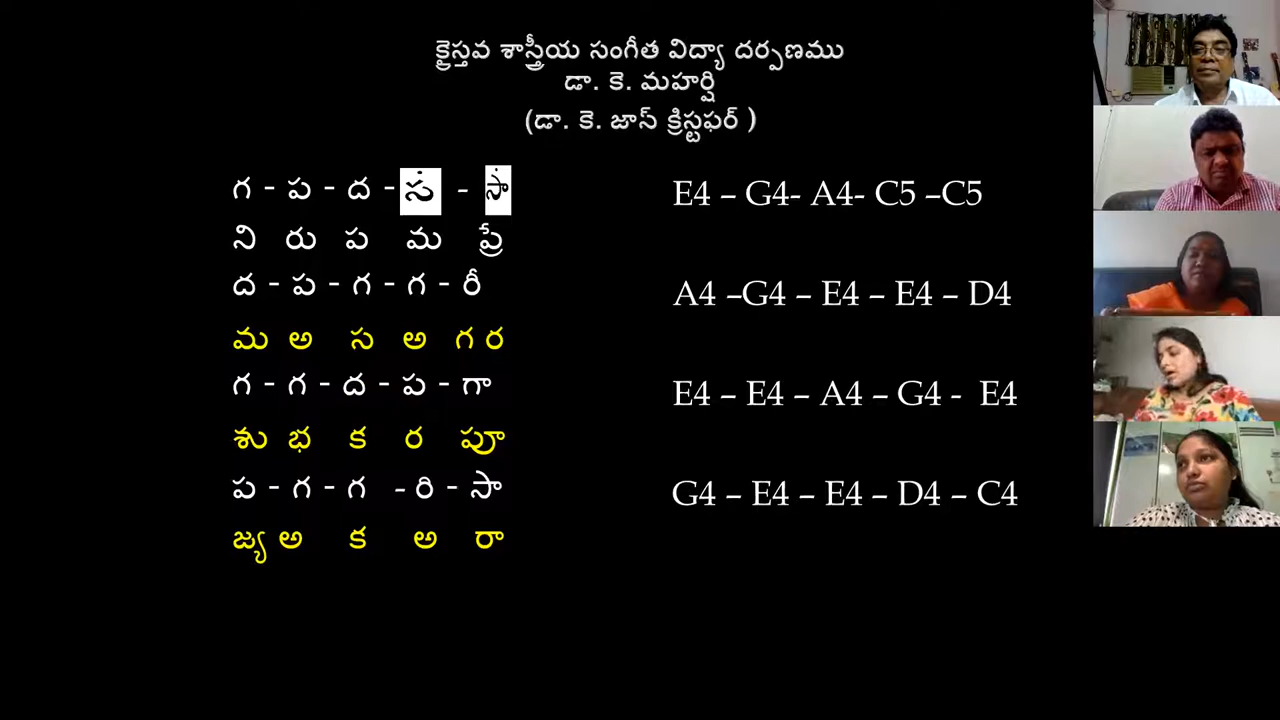 క్రైస్తవ శాస్త్రీయ సంగీత విద్యా దర్పణము
డా. కె. మహర్షి
(డా. కె. జాస్ క్రిస్టఫర్ )
గ - ప - ద - స̇ - సా̇ E4 – G4- A4- C5 –C5
ని రు ప మ ప్రే
ద - ప - గ - గ - రీ A4 –G4 – E4 – E4 – D4
మ అ స అ గ ర
గ - గ - ద - ప - గా E4 – E4 – A4 – G4 - E4
శు భ క ర పూ
ప - గ - గ - రి - సా G4 – E4 – E4 – D4 – C4
జ్య అ క అ రా